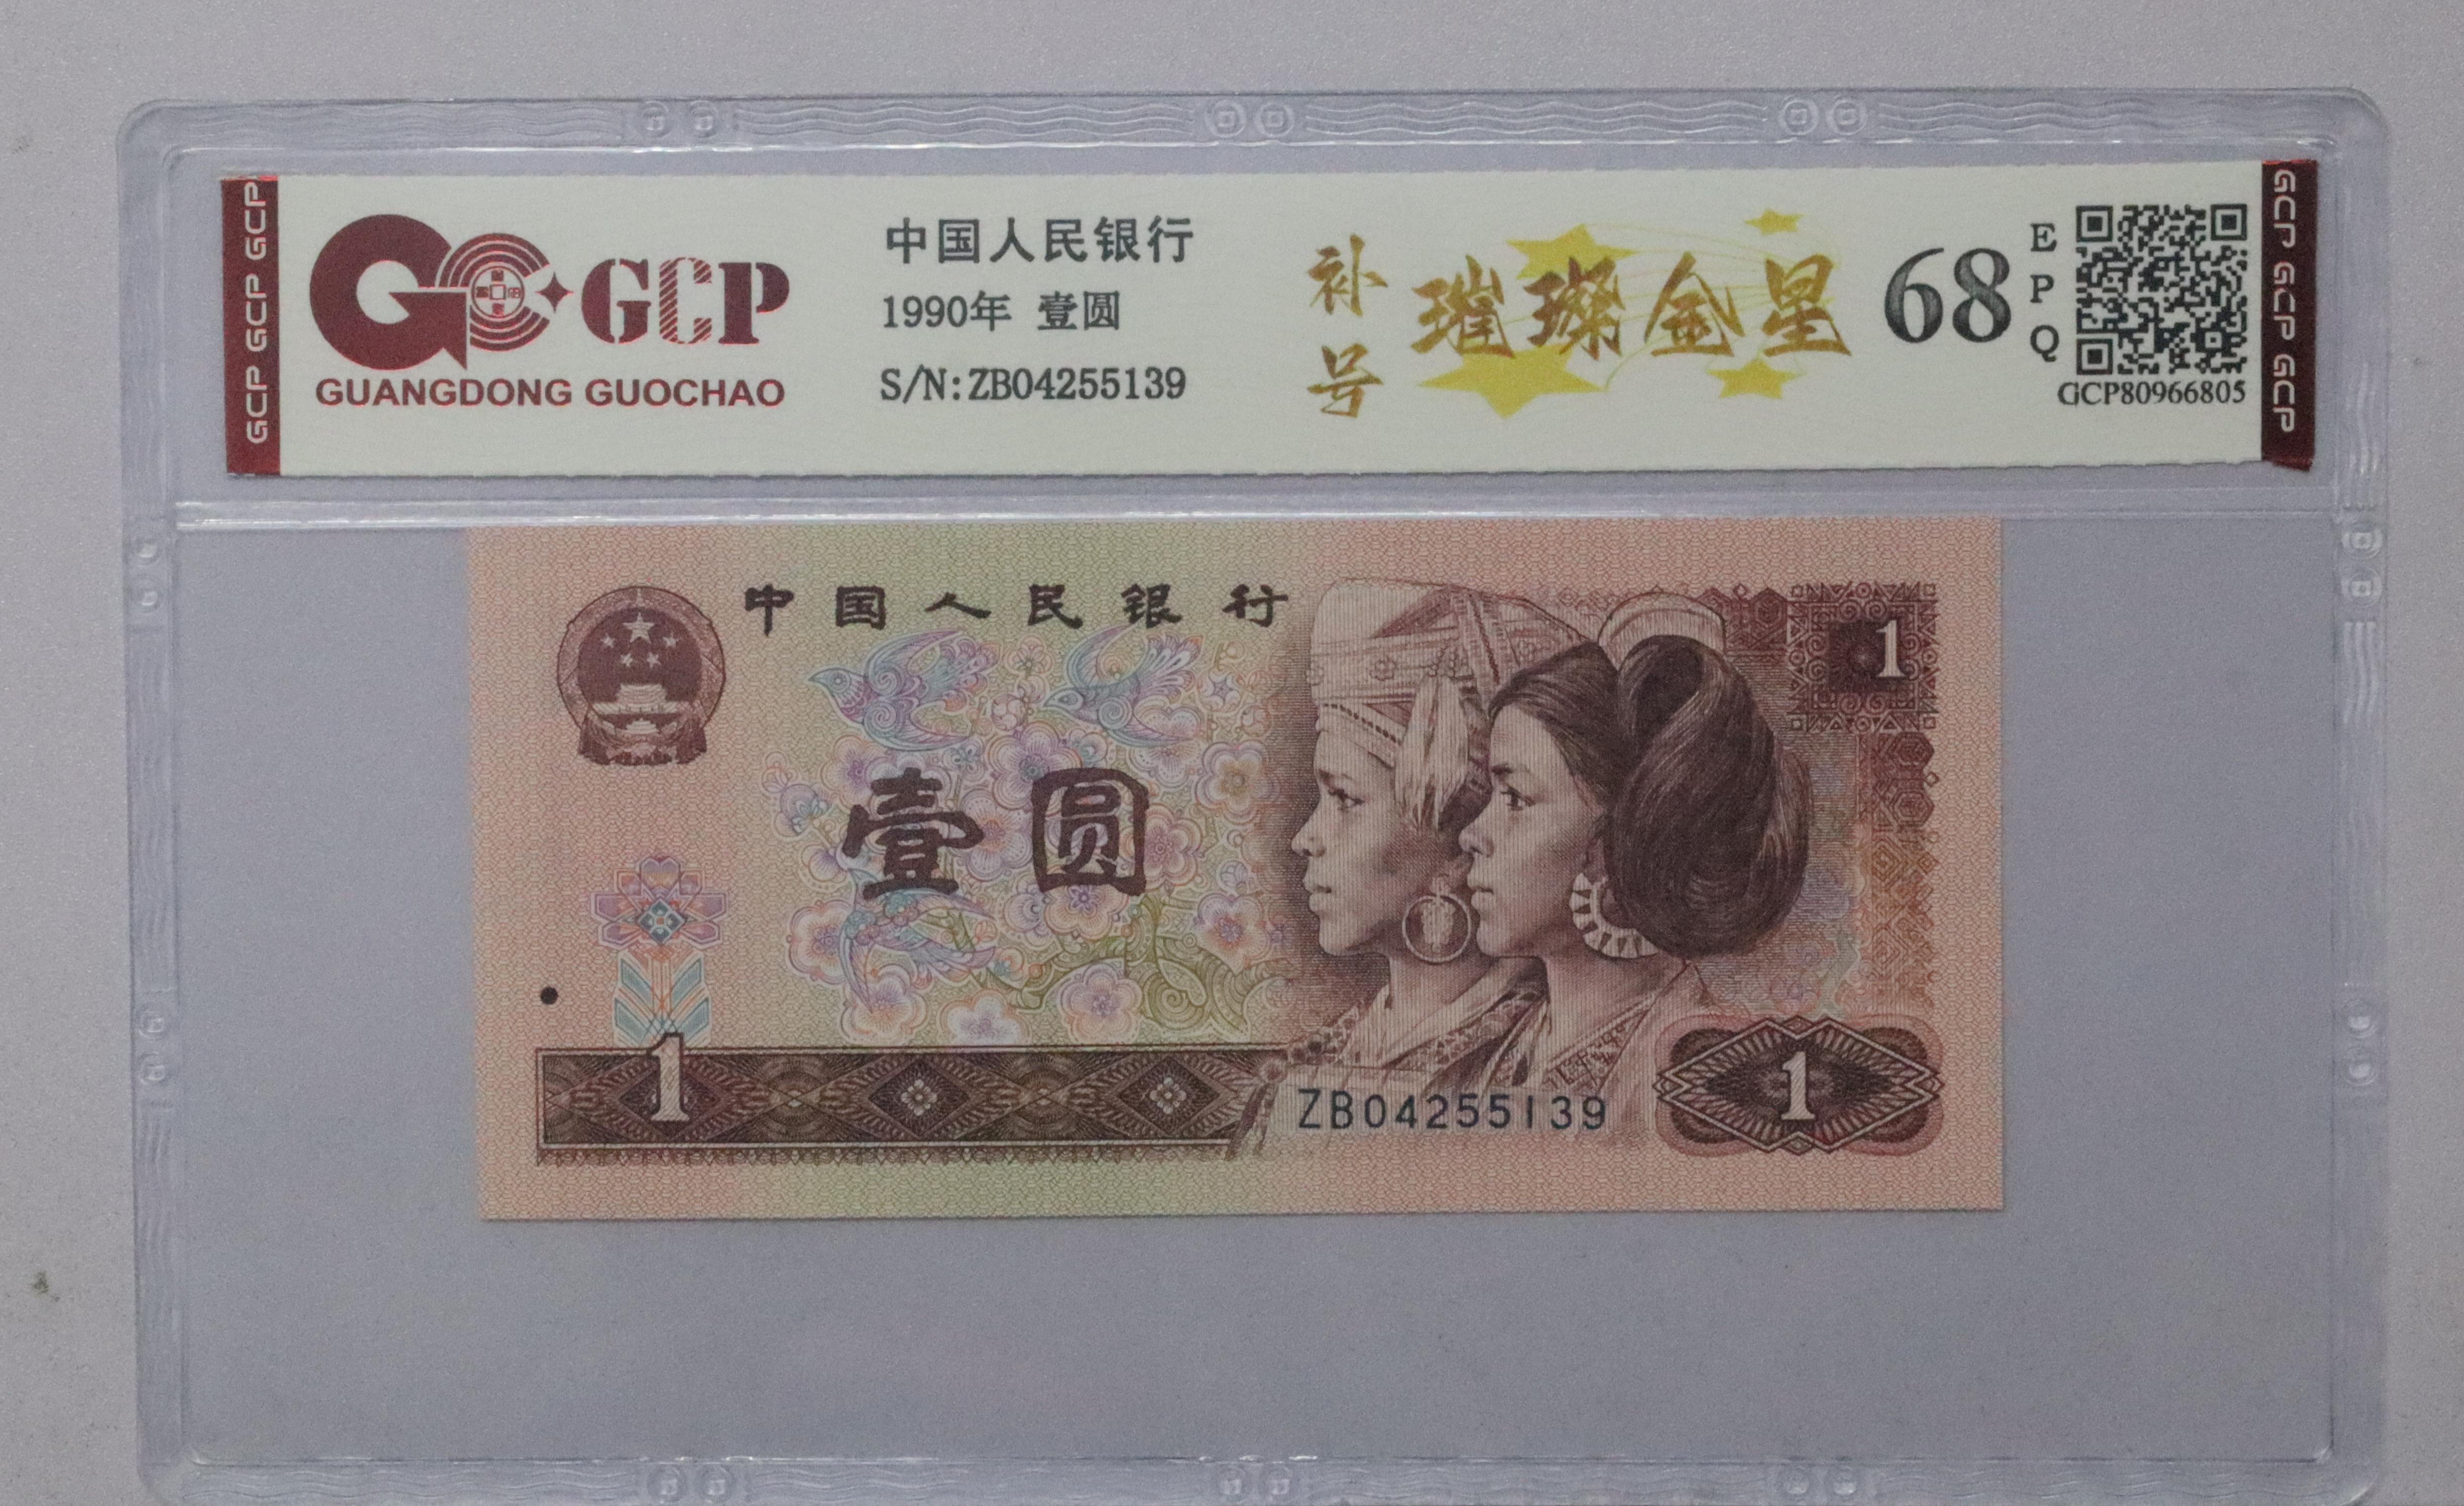 GCP GCP GCP
GCP
GUANGDONG GUOCHAO
中国人民银行
1990年 壹圆
S/N:ZB04255139
补号
璀璨金星
68
EPQ
GCP80966805
GCP GCP GCP
中国人民银行
1
壹圆
1
ZB04255139
1